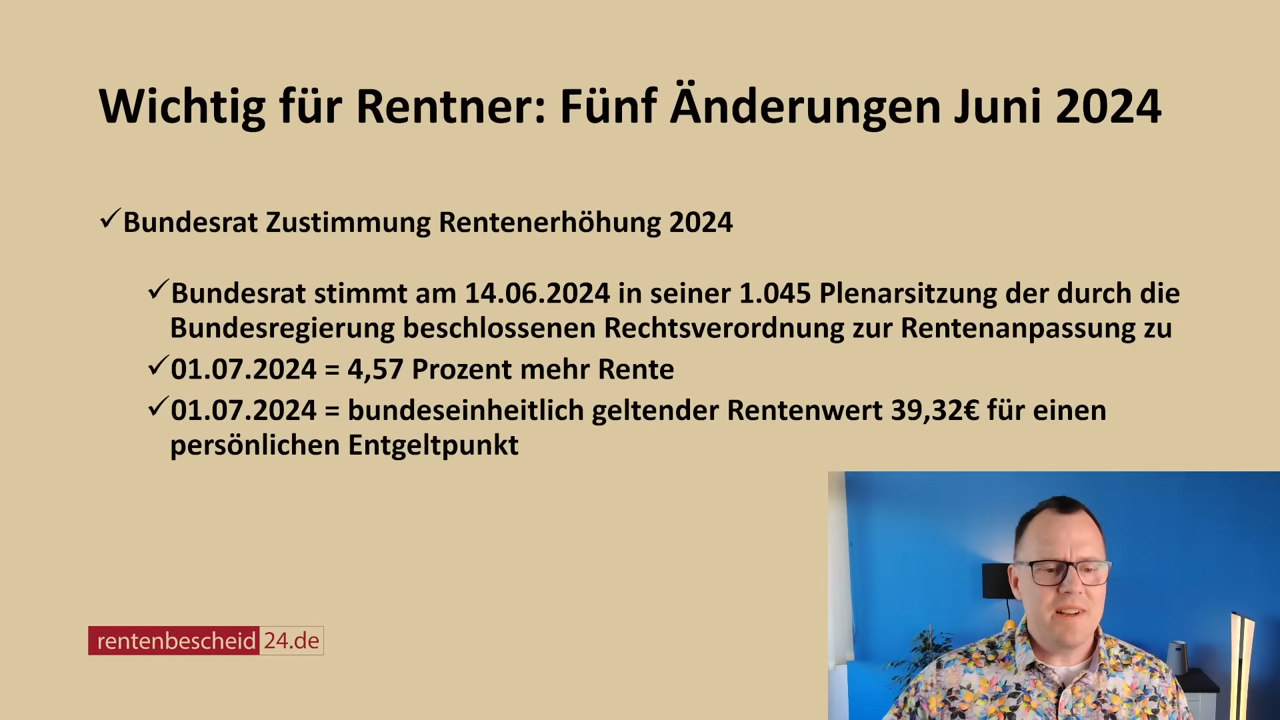 Wichtig für Rentner: Fünf Änderungen Juni 2024
✓Bundesrat Zustimmung Rentenerhöhung 2024
✓Bundesrat stimmt am 14.06.2024 in seiner 1.045 Plenarsitzung der durch die
Bundesregierung beschlossenen Rechtsverordnung zur Rentenanpassung zu
✓01.07.2024 = 4,57 Prozent mehr Rente
✓01.07.2024 = bundeseinheitlich geltender Rentenwert 39,32€ für einen
persönlichen Entgeltpunkt
rentenbescheid 24.de